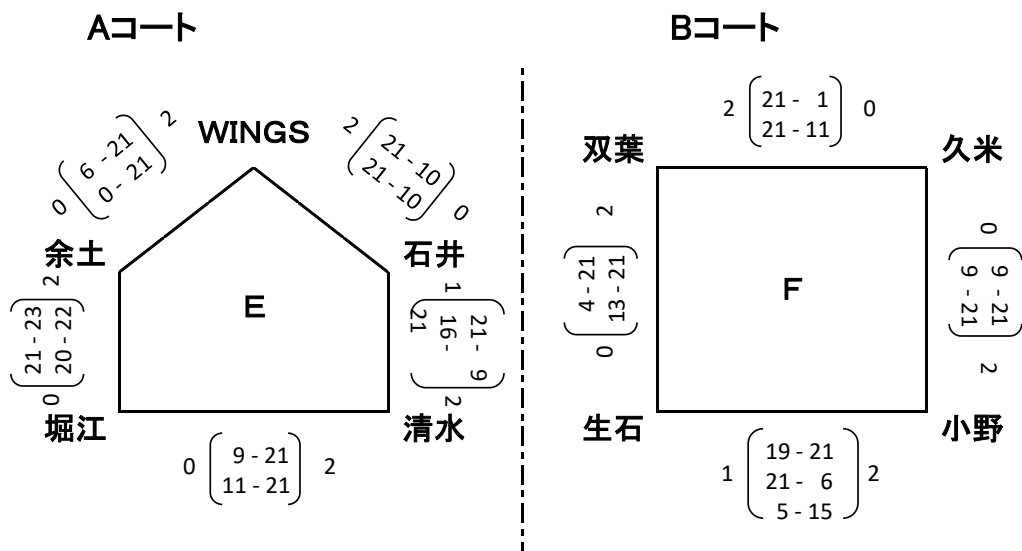 Aコート
Bコート
WINGS
0
6 - 21
0 - 21
2
2
21 - 10
21 - 10
0
余土
石井
2
21 - 23
20 - 22
0
E
1
21 - 9
16 -
21
2
堀江
清水
0
9 - 21
11 - 21
2
2
21 - 1
21 - 11
0
双葉
久米
2
4 - 21
13 - 21
0
F
0
9 - 21
9 - 21
2
生石
小野
1
19 - 21
21 - 6
5 - 15
2